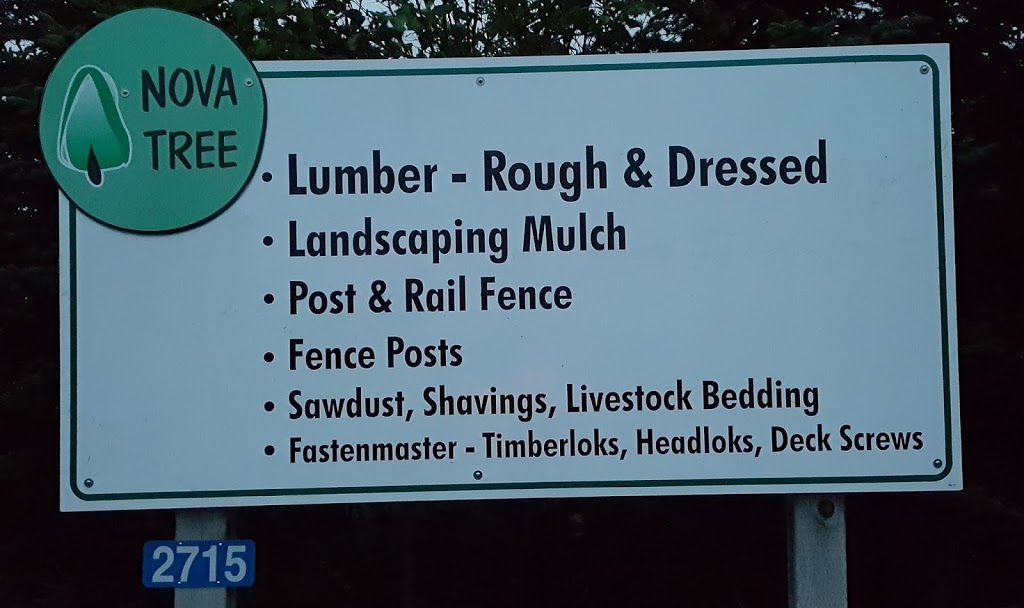 NOVA
TREE
• Lumber - Rough & Dressed
• Landscaping Mulch
• Post & Rail Fence
• Fence Posts
• Sawdust, Shavings, Livestock Bedding
• Fastenmaster - Timberloks, Headloks, Deck Screws
2715